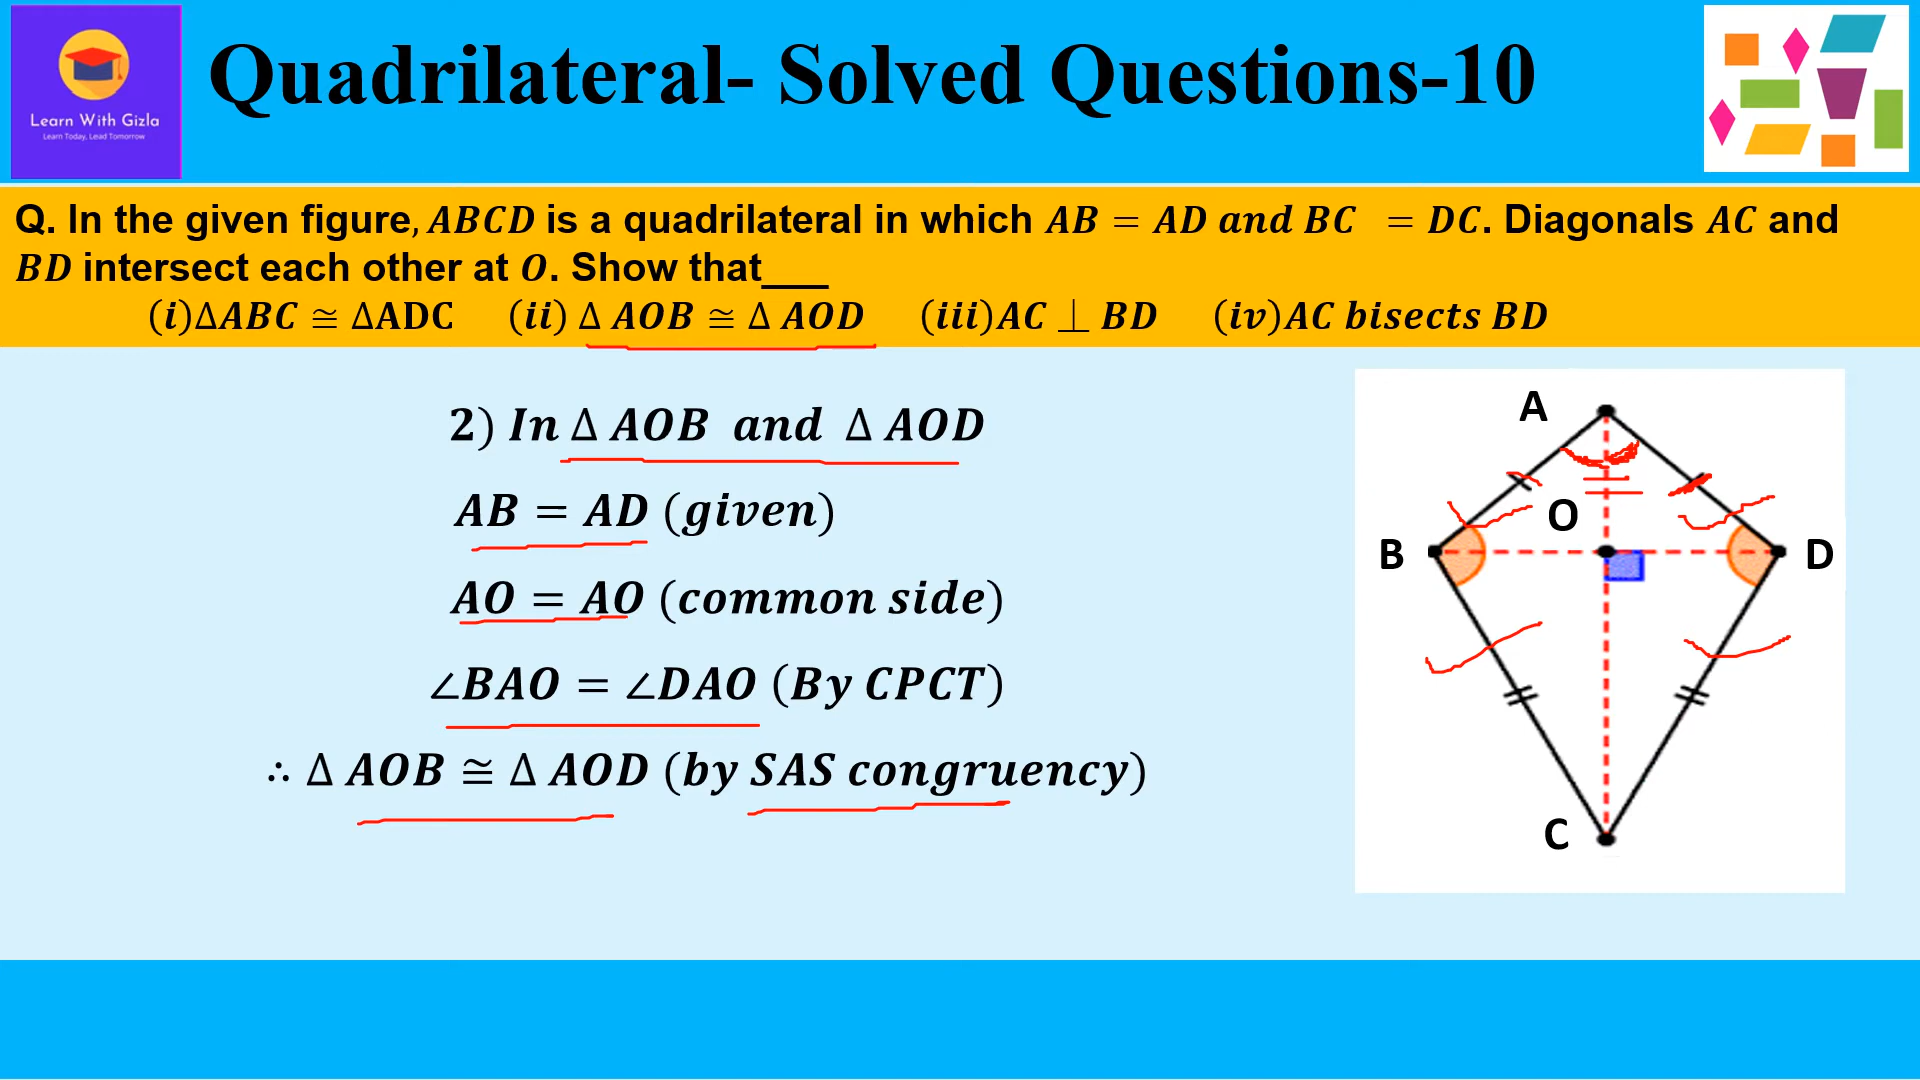 Learn With Gizla
Learn Today, Lead Tomorrow
Quadrilateral- Solved Questions-10
Q. In the given figure, ABCD is a quadrilateral in which AB = AD and BC = DC. Diagonals AC and
BD intersect each other at O. Show that___
(i)∆ABC ≅ ∆ADC (ii) ∆ AOB ≅ ∆ AOD (iii)AC ⊥ BD (iv)AC bisects BD
2) In ∆ AOB and ∆ AOD
AB = AD (given)
AO = AO (common side)
∠BAO = ∠DAO (By CPCT)
∴ ∆ AOB ≅ ∆ AOD (by SAS congruency)
A
O
B
D
C